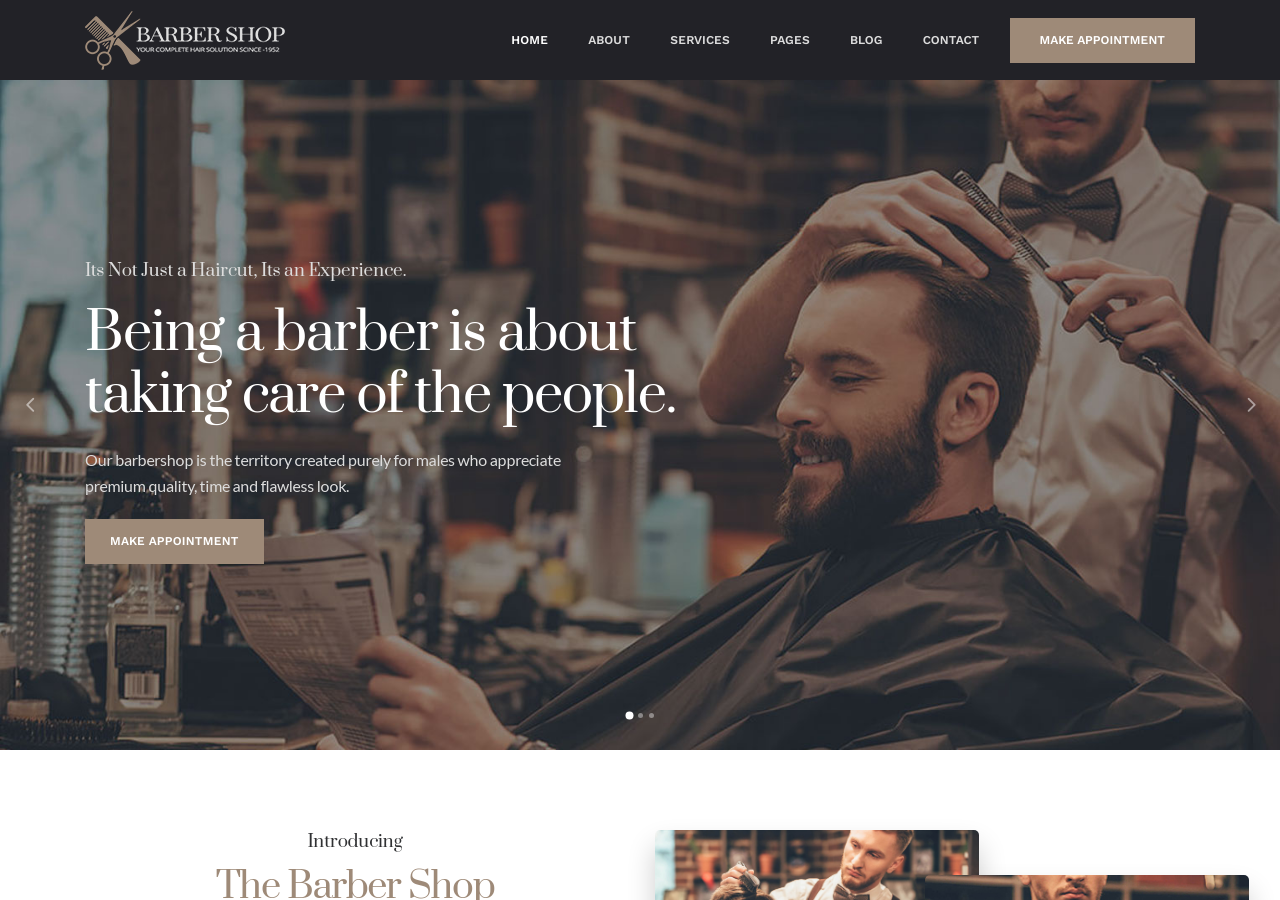 BARBER SHOP
YOUR COMPLETE HAIR SOLUTION SCINCE -1952
HOME
ABOUT
SERVICES
PAGES
BLOG
CONTACT
MAKE APPOINTMENT
Its Not Just a Haircut, Its an Experience.
Being a barber is about
taking care of the people.
Our barbershop is the territory created purely for males who appreciate
premium quality, time and flawless look.
MAKE APPOINTMENT
Introducing
The Barber Shop